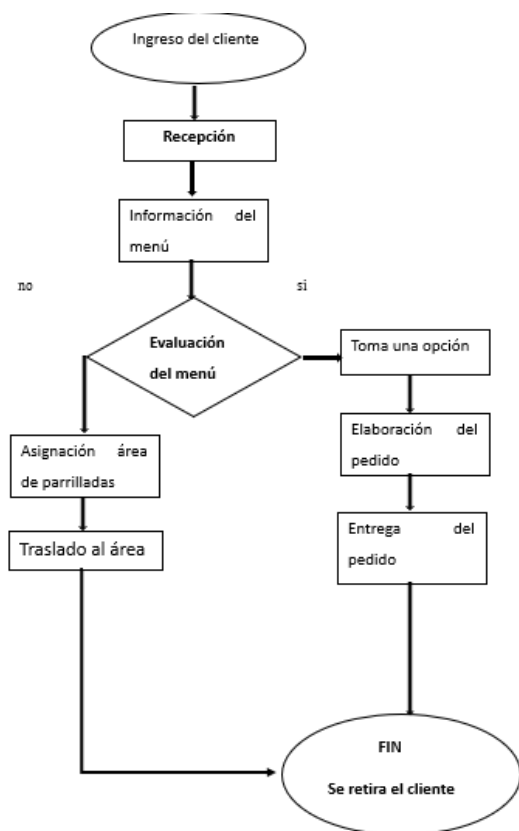 Ingreso del cliente
Recepción
Información del
menú
no
si
Evaluación
del menú
Toma una opción
Asignación área
de parrilladas
Elaboración del
pedido
Traslado al área
Entrega del
pedido
FIN
Se retira el cliente